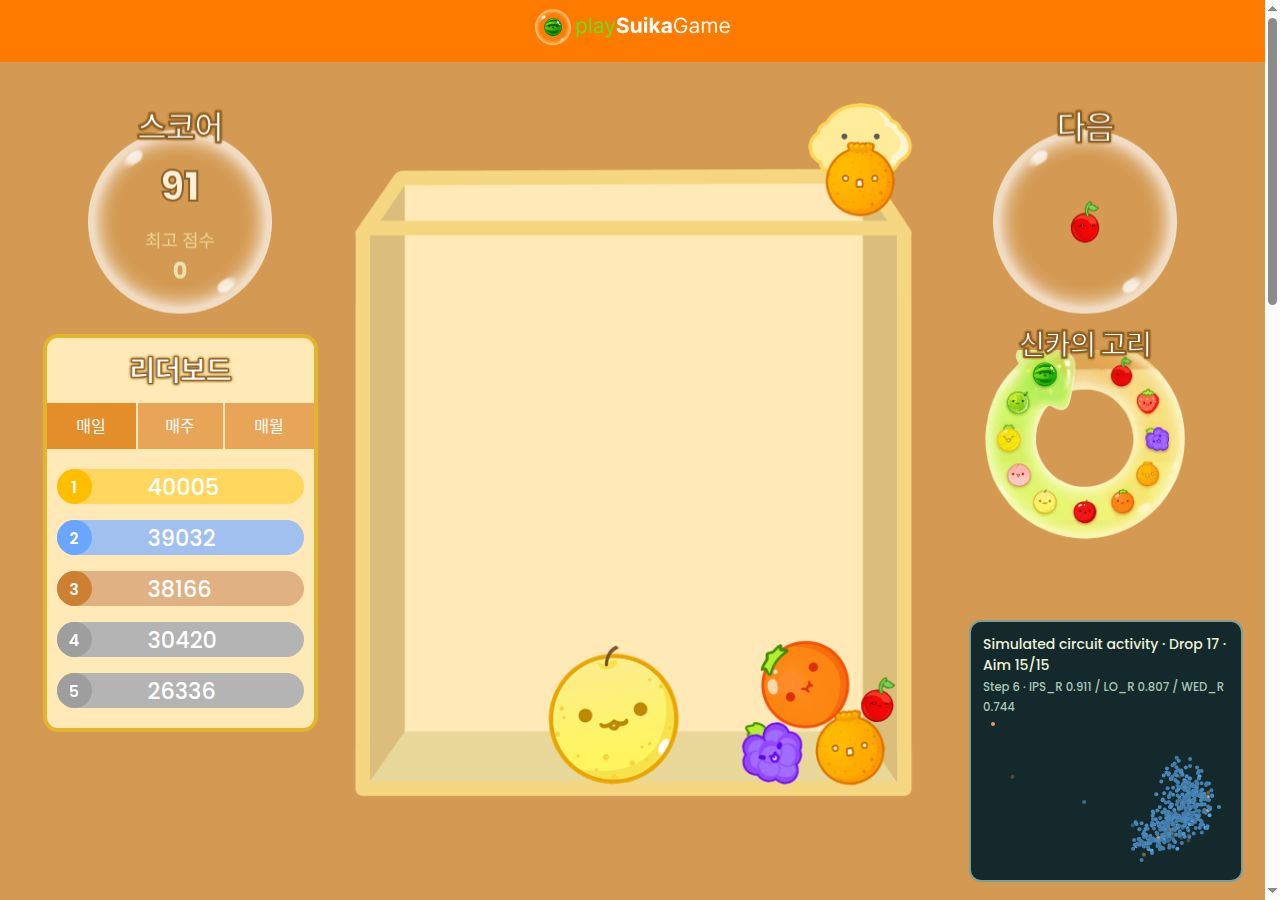 playSuikaGame
스코어
91
최고 점수
0
다음
리더보드
매일 매주 매월
1 40005
2 39032
3 38166
4 30420
5 26336
신카의 고리
Simulated circuit activity · Drop 17 ·
Aim 15/15
Step 6 · IPS_R 0.911 / LO_R 0.807 / WED_R
0.744